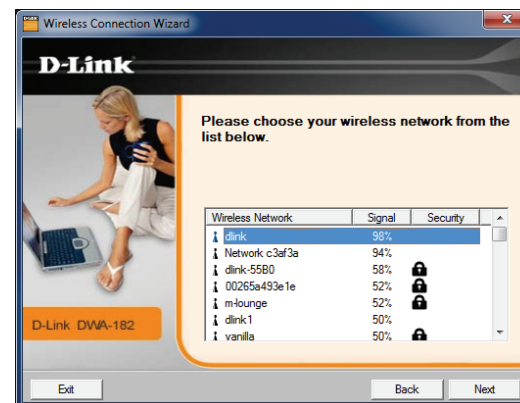 Wireless Connection Wizard
D-Link
Please choose your wireless network from the
list below.
Wireless Network Signal Security
dlink 98%
Network c3af3a 94%
dlink-55B0 58%
00265a493e1e 52%
m-lounge 52%
dlink1 50%
vanilla 50%
D-Link DWA-182
Exit Back Next